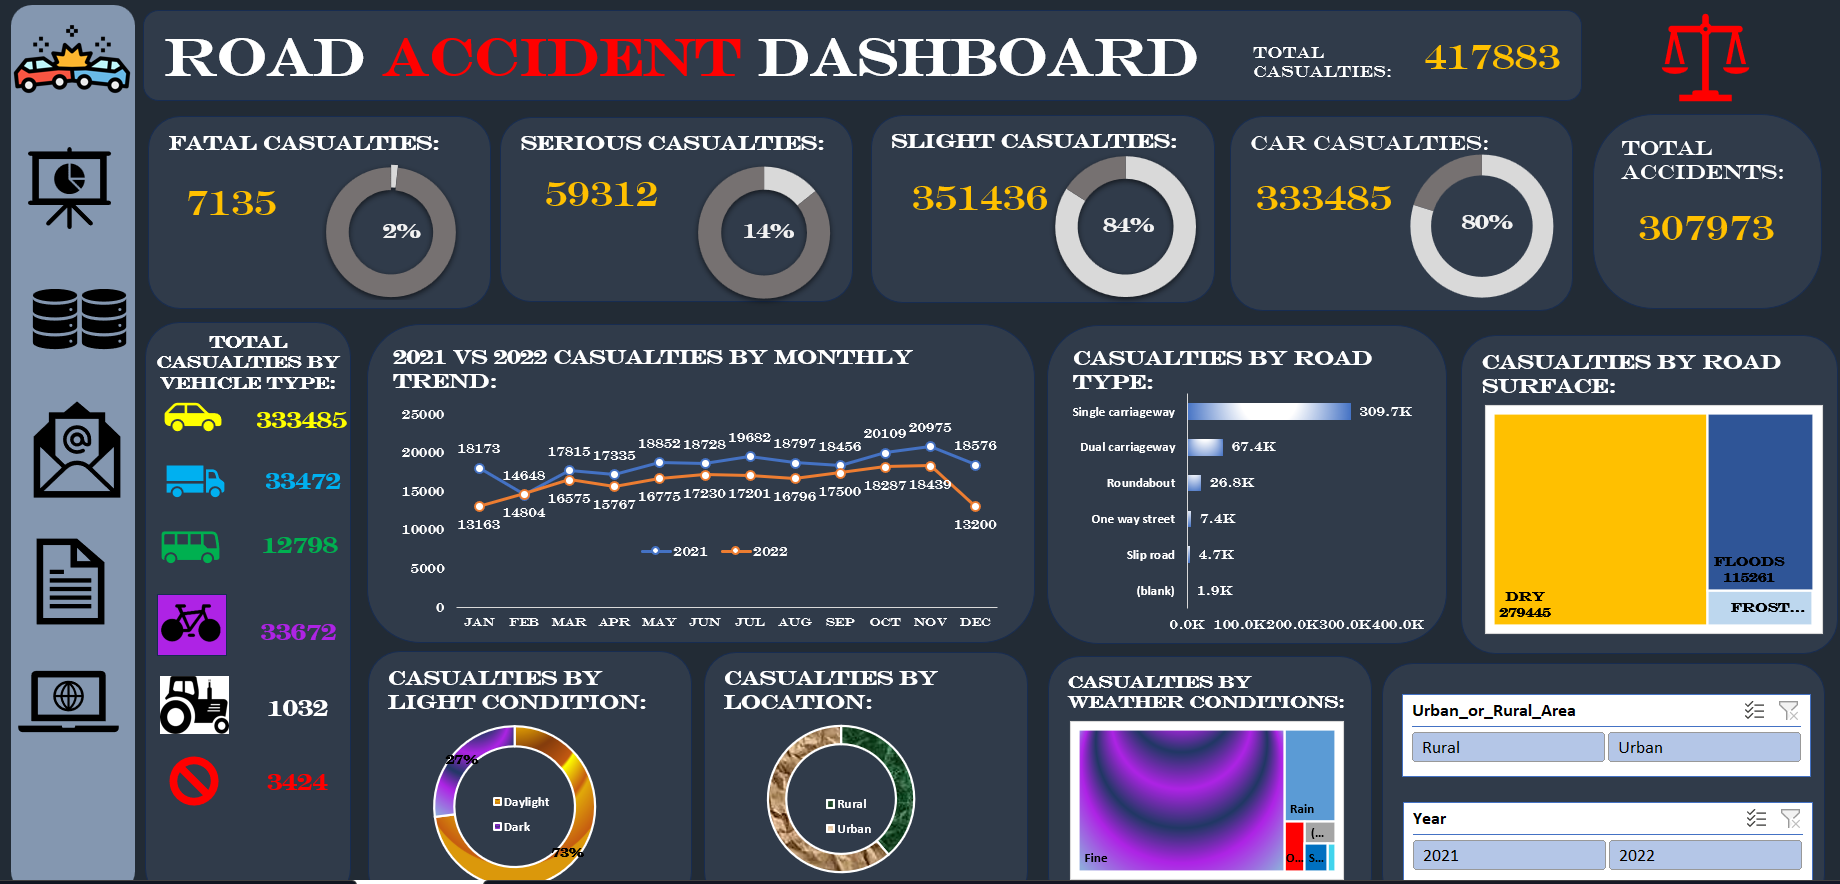 ROAD ACCIDENT DASHBOARD
TOTAL
CASUALTIES:
417883
FATAL CASUALTIES:
7135
2%
SERIOUS CASUALTIES:
59312
14%
SLIGHT CASUALTIES:
351436
84%
CAR CASUALTIES:
333485
80%
TOTAL
ACCIDENTS:
307973
TOTAL
CASUALTIES BY
VEHICLE TYPE:
333485
33472
12798
33672
1032
3424
2021 VS 2022 CASUALTIES BY MONTHLY
TREND:
25000
20000
15000
10000
5000
0
18173
14648
17815
17335
18852
18728
19682
18797
18456
20109
20975
18576
13163
14804
16575
15767
16775
17230
17201
16796
17500
18287
18439
13200
2021
2022
JAN FEB MAR APR MAY JUN JUL AUG SEP OCT NOV DEC
CASUALTIES BY ROAD
TYPE:
Single carriageway 309.7K
Dual carriageway 67.4K
Roundabout 26.8K
One way street 7.4K
Slip road 4.7K
(blank) 1.9K
0.0K 100.0K 200.0K 300.0K 400.0K
CASUALTIES BY ROAD
SURFACE:
DRY
279445
FLOODS
115261
FROST...
CASUALTIES BY
LIGHT CONDITION:
27%
Daylight
Dark
73%
CASUALTIES BY
LOCATION:
Rural
Urban
CASUALTIES BY
WEATHER CONDITIONS:
Fine
Rain
O...
(...
S...
Urban_or_Rural_Area
Rural
Urban
Year
2021
2022